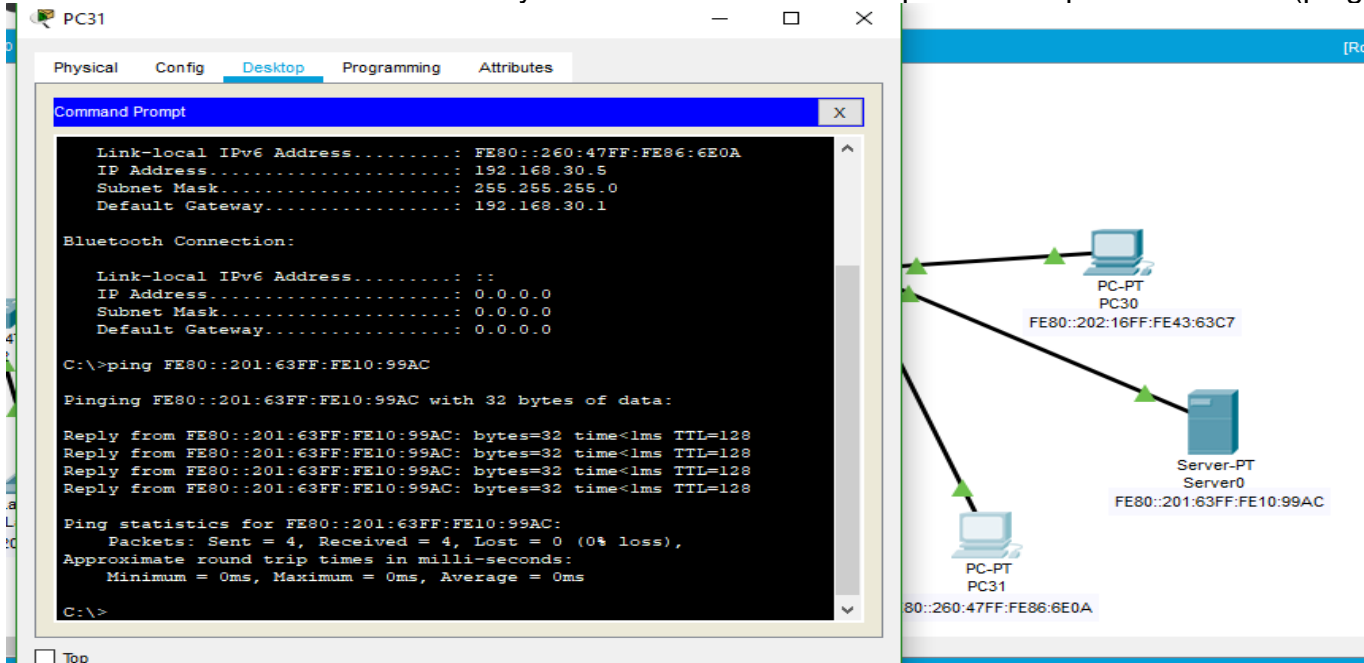 PC31
Physical Config Desktop Programming Attributes
Command Prompt
X
Link-local IPv6 Address.........: FE80::260:47FF:FE86:6E0A
IP Address......................: 192.168.30.5
Subnet Mask.....................: 255.255.255.0
Default Gateway.................: 192.168.30.1
Bluetooth Connection:
Link-local IPv6 Address.........: ::
IP Address......................: 0.0.0.0
Subnet Mask.....................: 0.0.0.0
Default Gateway.................: 0.0.0.0
C:\>ping FE80::201:63FF:FE10:99AC
Pinging FE80::201:63FF:FE10:99AC with 32 bytes of data:
Reply from FE80::201:63FF:FE10:99AC: bytes=32 time<1ms TTL=128
Reply from FE80::201:63FF:FE10:99AC: bytes=32 time<1ms TTL=128
Reply from FE80::201:63FF:FE10:99AC: bytes=32 time<1ms TTL=128
Reply from FE80::201:63FF:FE10:99AC: bytes=32 time<1ms TTL=128
Ping statistics for FE80::201:63FF:FE10:99AC:
Packets: Sent = 4, Received = 4, Lost = 0 (0% loss),
Approximate round trip times in milli-seconds:
Minimum = 0ms, Maximum = 0ms, Average = 0ms
C:\>
Top
[Ro
PC-PT
PC30
FE80::202:16FF:FE43:63C7
Server-PT
Server0
FE80::201:63FF:FE10:99AC
PC-PT
PC31
80::260:47FF:FE86:6E0A